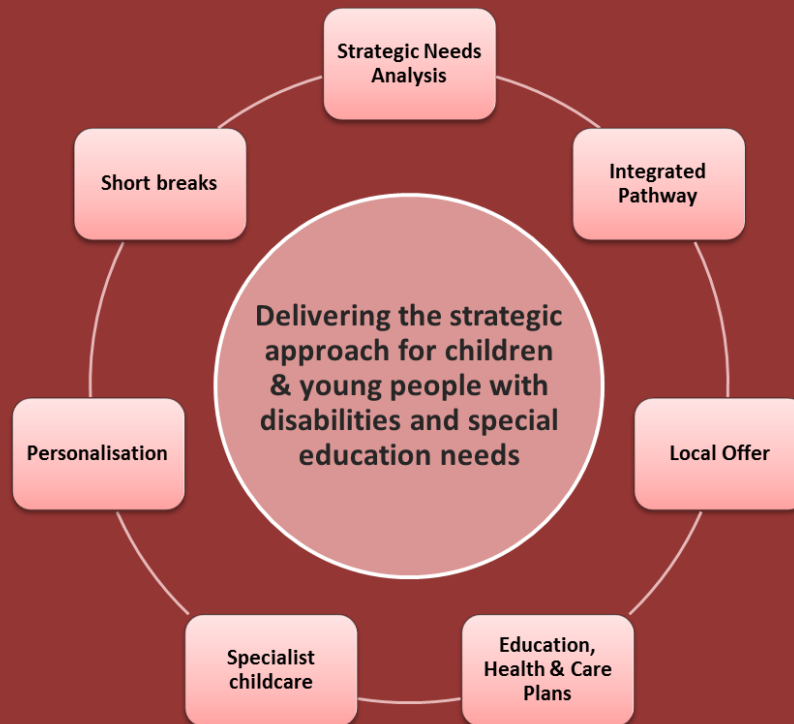 Strategic Needs
Analysis
Short breaks
Integrated
Pathway
Delivering the strategic
approach for children
& young people with
disabilities and special
education needs
Personalisation
Local Offer
Specialist
childcare
Education,
Health & Care
Plans